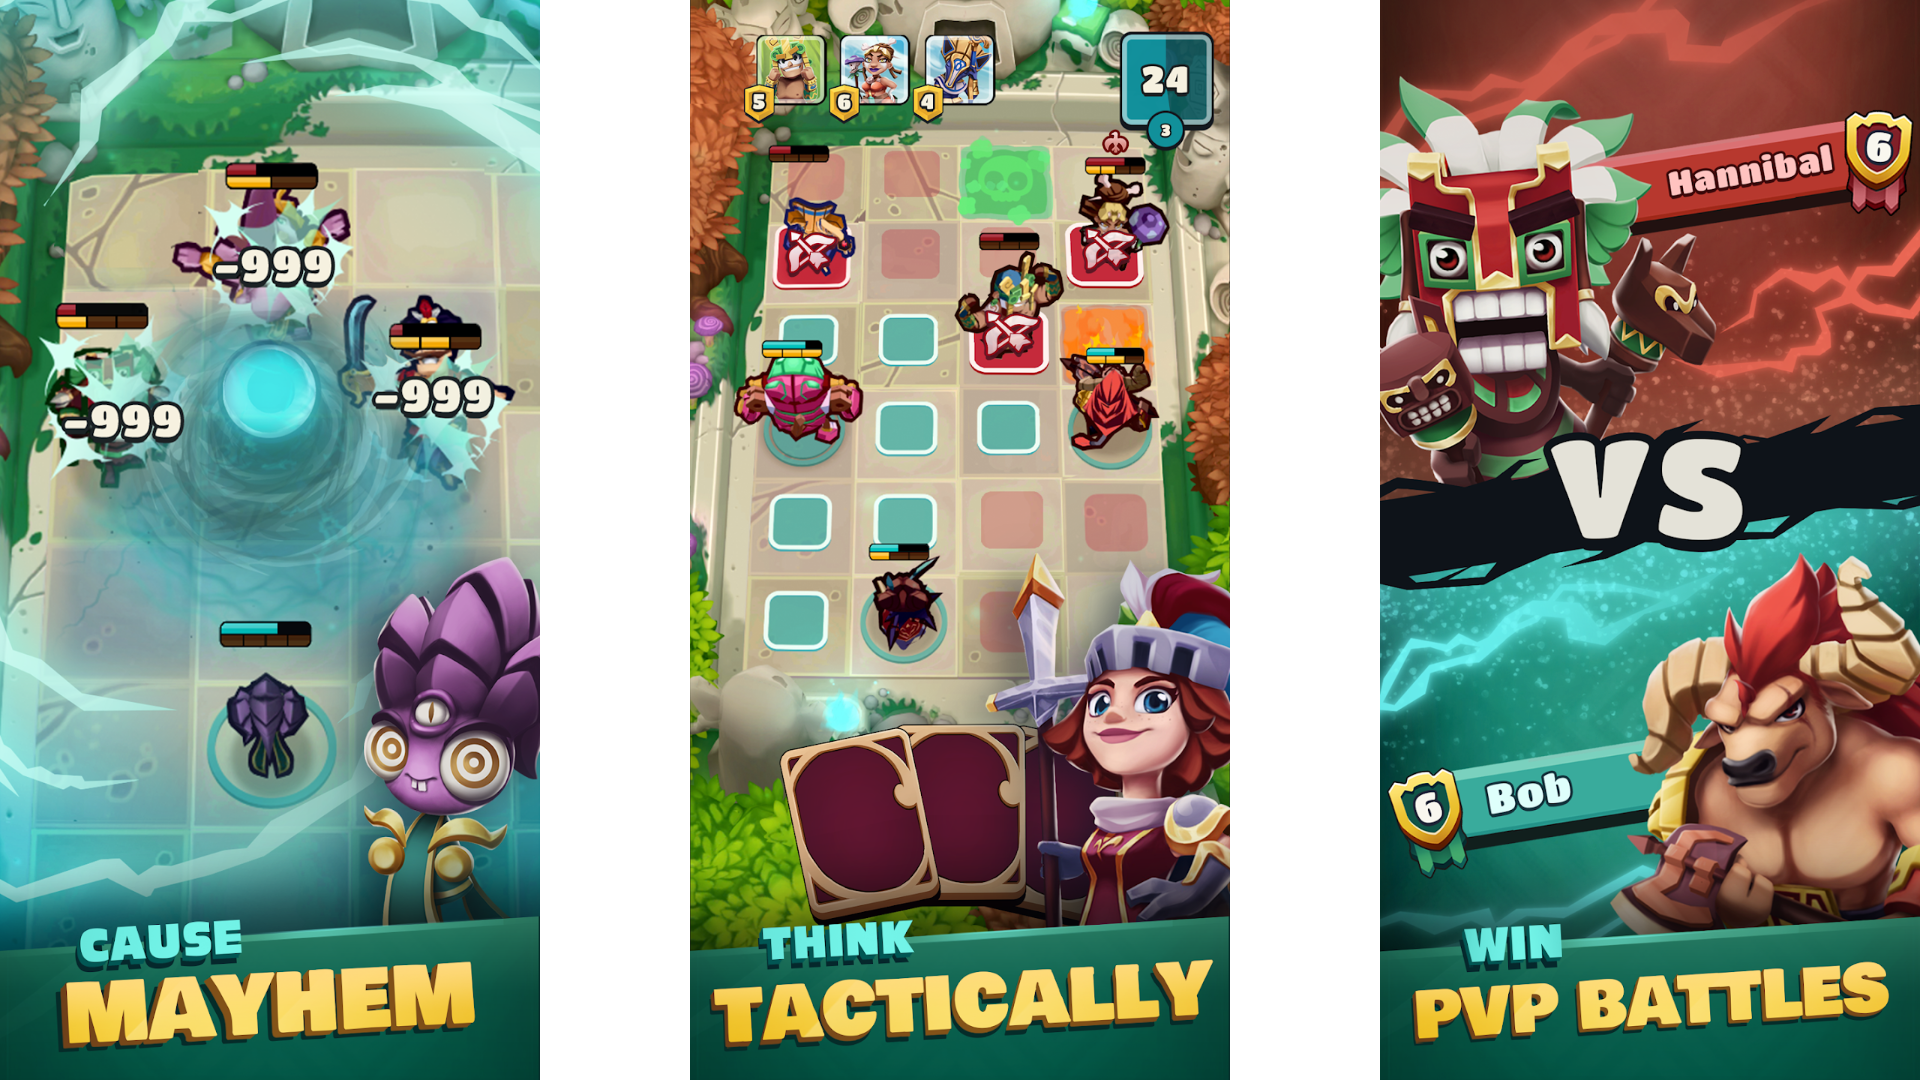 -999
-999
-999
CAUSE
MAYHEM
5
6
4
24
3
THINK
TACTICALLY
Hannibal
6
VS
6
Bob
WIN
PVP BATTLES